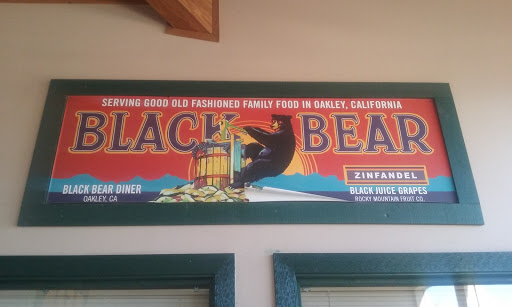 SERVING GOOD OLD FASHIONED FAMILY FOOD IN OAKLEY, CALIFORNIA
BLACK BEAR
ZINFANDEL
BLACK BEAR DINER
OAKLEY, CA
BLACK JUICE GRAPES
ROCKY MOUNTAIN FRUIT CO.